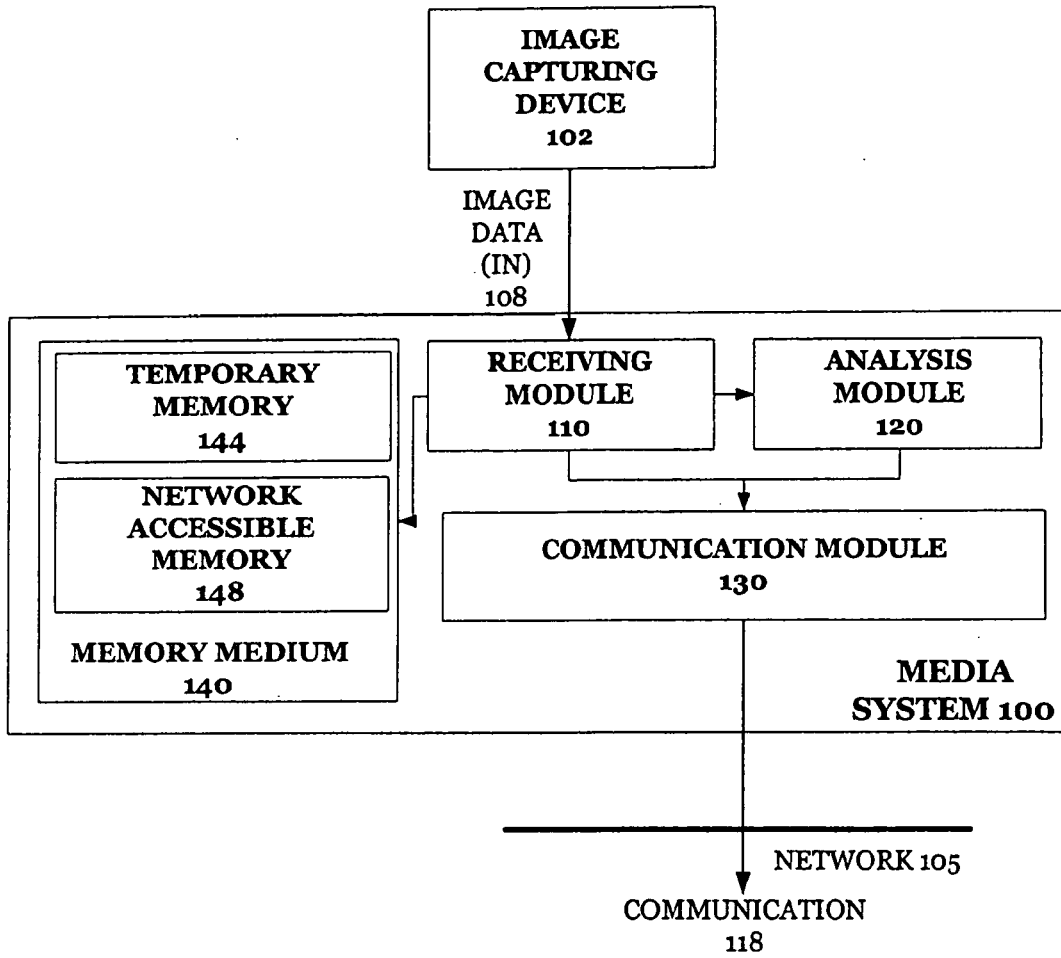 IMAGE
CAPTURING
DEVICE
102
IMAGE
DATA
(IN)
108
TEMPORARY
MEMORY
144
NETWORK
ACCESSIBLE
MEMORY
148
MEMORY MEDIUM
140
RECEIVING
MODULE
110
ANALYSIS
MODULE
120
COMMUNICATION MODULE
130
MEDIA
SYSTEM 100
NETWORK 105
COMMUNICATION
118